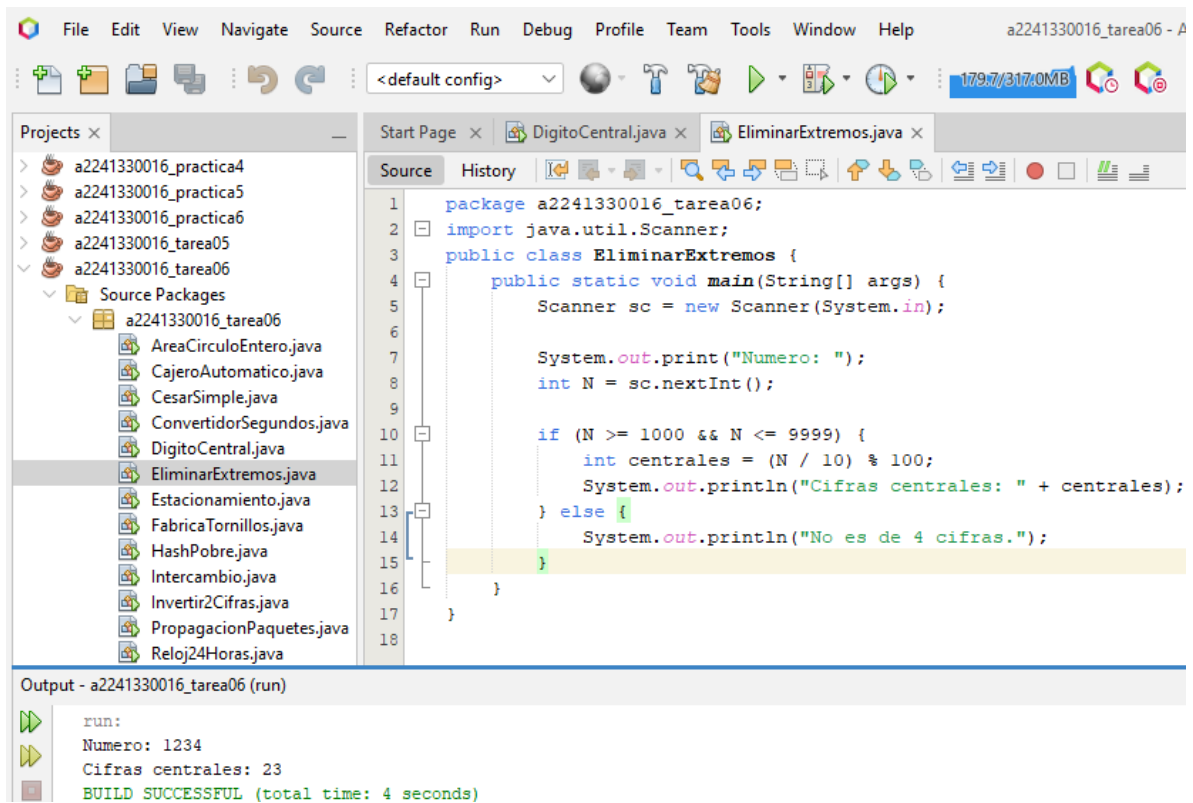 File Edit View Navigate Source Refactor Run Debug Profile Team Tools Window Help a2241330016_tarea06 - A
<default config> 179.7/317.0MB
Projects
a2241330016_practica4
a2241330016_practica5
a2241330016_practica6
a2241330016_tarea05
a2241330016_tarea06
Source Packages
a2241330016_tarea06
AreaCirculoEntero.java
CajeroAutomatico.java
CesarSimple.java
ConvertidorSegundos.java
DigitoCentral.java
EliminarExtremos.java
Estacionamiento.java
FabricaTornillos.java
HashPobre.java
Intercambio.java
Invertir2Cifras.java
PropagacionPaquetes.java
Reloj24Horas.java
Start Page DigitoCentral.java EliminarExtremos.java
Source History
1 package a2241330016_tarea06;
2 import java.util.Scanner;
3 public class EliminarExtremos {
4 public static void main(String[] args) {
5 Scanner sc = new Scanner(System.in);
6
7 System.out.print("Numero: ");
8 int N = sc.nextInt();
9
10 if (N >= 1000 && N <= 9999) {
11 int centrales = (N / 10) % 100;
12 System.out.println("Cifras centrales: " + centrales);
13 } else {
14 System.out.println("No es de 4 cifras.");
15 }
16 }
17 }
18
Output - a2241330016_tarea06 (run)
run:
Numero: 1234
Cifras centrales: 23
BUILD SUCCESSFUL (total time: 4 seconds)